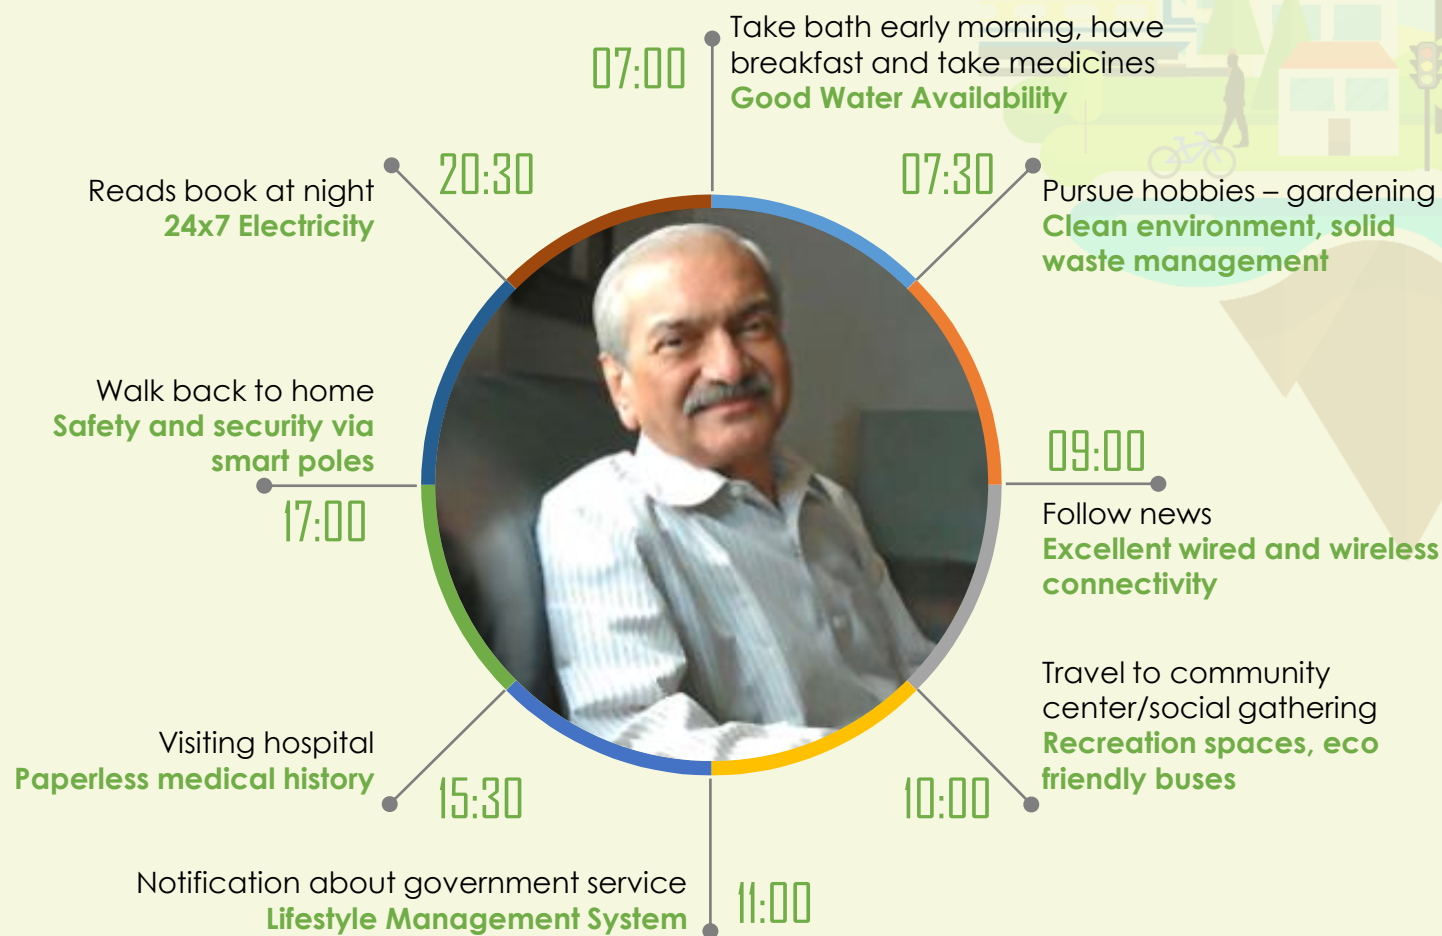 07:00
Take bath early morning, have
breakfast and take medicines
Good Water Availability
07:30
Pursue hobbies – gardening
Clean environment, solid
waste management
09:00
Follow news
Excellent wired and wireless
connectivity
10:00
Travel to community
center/social gathering
Recreation spaces, eco
friendly buses
11:00
Notification about government service
Lifestyle Management System
15:30
Visiting hospital
Paperless medical history
17:00
Walk back to home
Safety and security via
smart poles
20:30
Reads book at night
24x7 Electricity